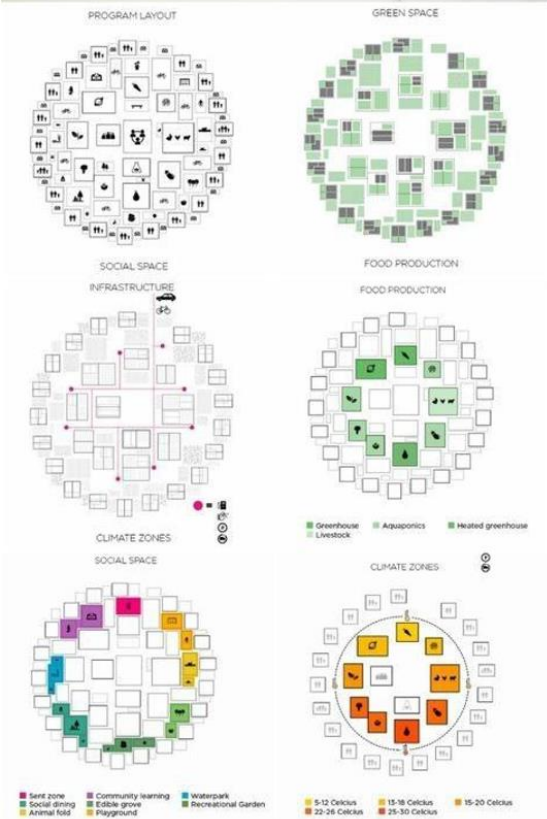 PROGRAM LAYOUT
GREEN SPACE
SOCIAL SPACE
FOOD PRODUCTION
INFRASTRUCTURE
FOOD PRODUCTION
Greenhouse
Aquaponics
Heated greenhouse
Livestock
CLIMATE ZONES
SOCIAL SPACE
CLIMATE ZONES
Sent zone
Community learning
Waterpark
Social dining
Edible grove
Recreational Garden
Animal fold
Playground
5-12 Celcius
13-18 Celcius
15-20 Celcius
22-26 Celcius
25-30 Celcius